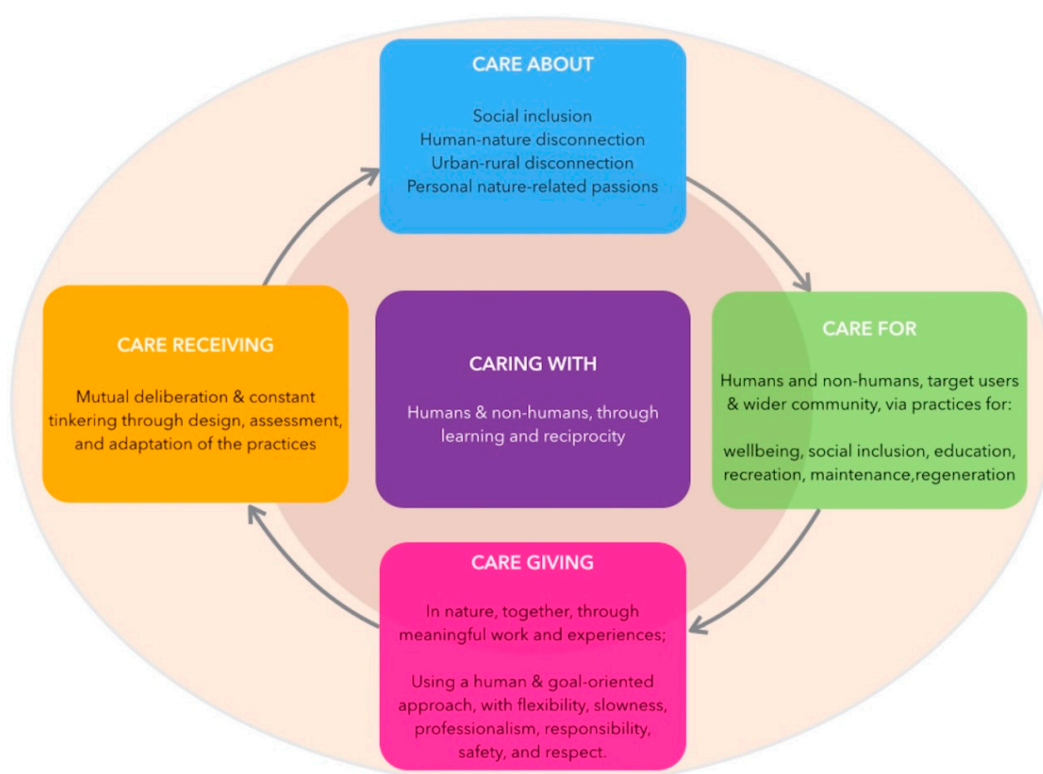 CARE ABOUT
Social inclusion
Human-nature disconnection
Urban-rural disconnection
Personal nature-related passions
CARE RECEIVING
Mutual deliberation & constant
tinkering through design, assessment,
and adaptation of the practices
CARING WITH
Humans & non-humans, through
learning and reciprocity
CARE FOR
Humans and non-humans, target users
& wider community, via practices for:
wellbeing, social inclusion, education,
recreation, maintenance,regeneration
CARE GIVING
In nature, together, through
meaningful work and experiences;
Using a human & goal-oriented
approach, with flexibility, slowness,
professionalism, responsibility,
safety, and respect.